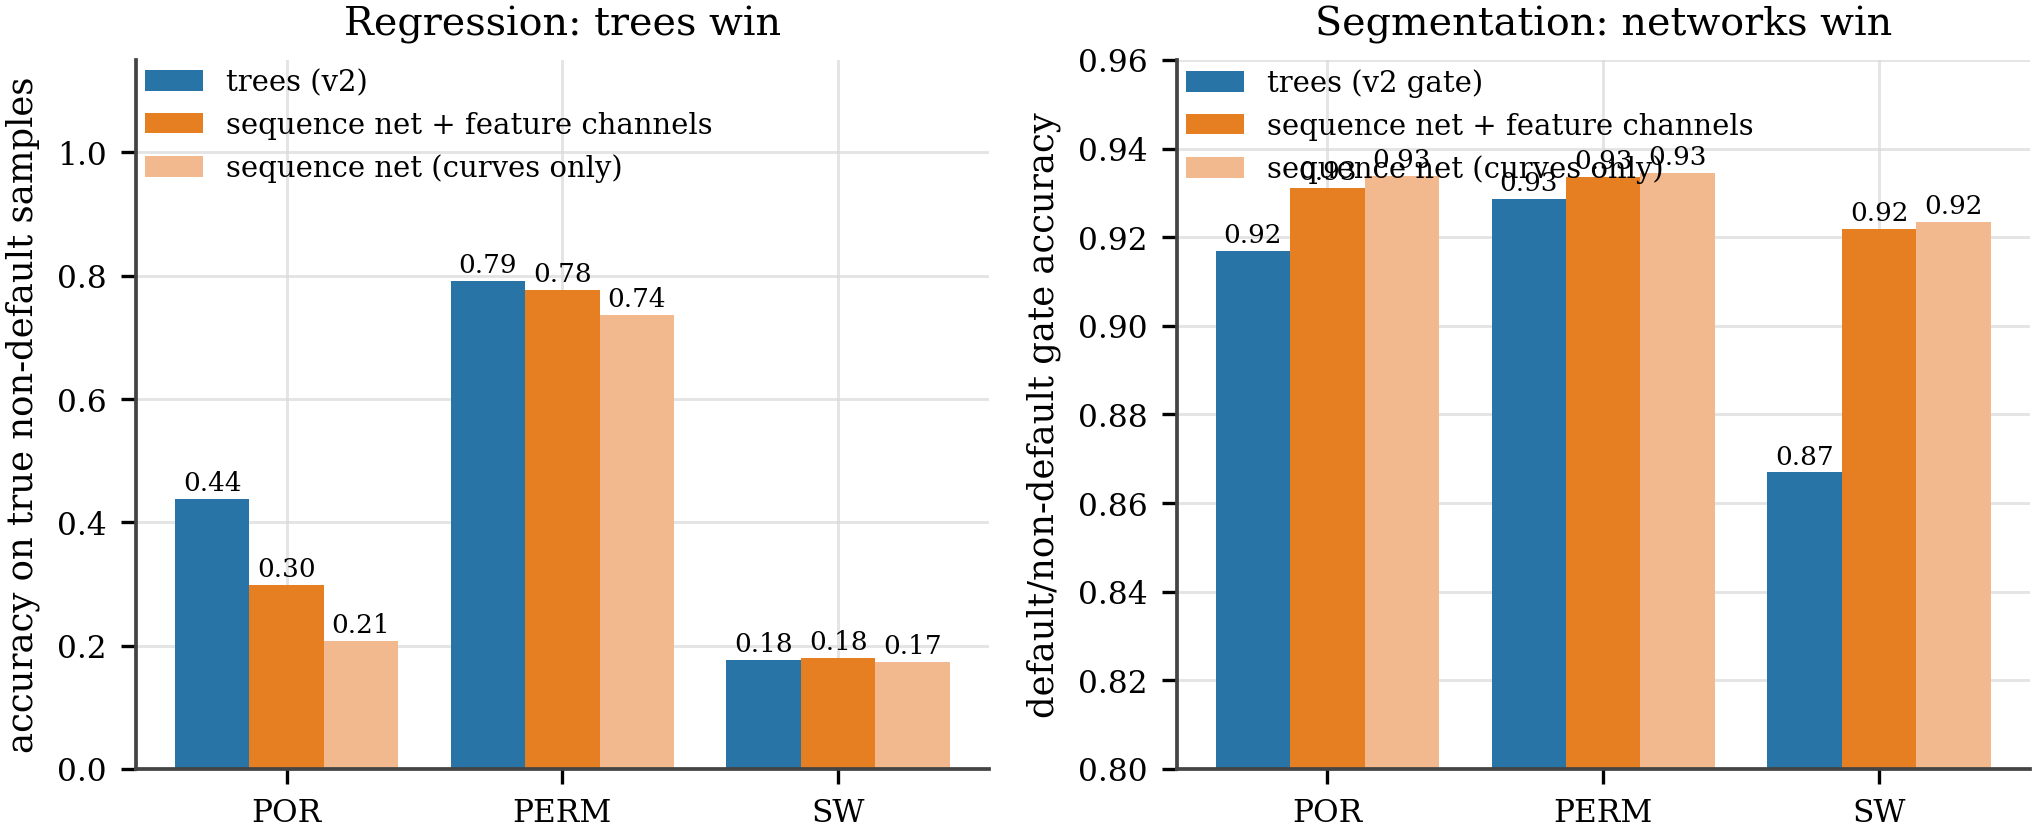 Regression: trees win
accuracy on true non-default samples
trees (v2)
sequence net + feature channels
sequence net (curves only)
1.0
0.8
0.6
0.4
0.2
0.0
0.44
0.30
0.21
0.79
0.78
0.74
0.18
0.18
0.17
POR
PERM
SW
Segmentation: networks win
default/non-default gate accuracy
trees (v2 gate)
sequence net + feature channels
sequence net (curves only)
0.96
0.94
0.92
0.90
0.88
0.86
0.84
0.82
0.80
0.92
0.93
0.93
0.93
0.93
0.93
0.87
0.92
0.92
POR
PERM
SW